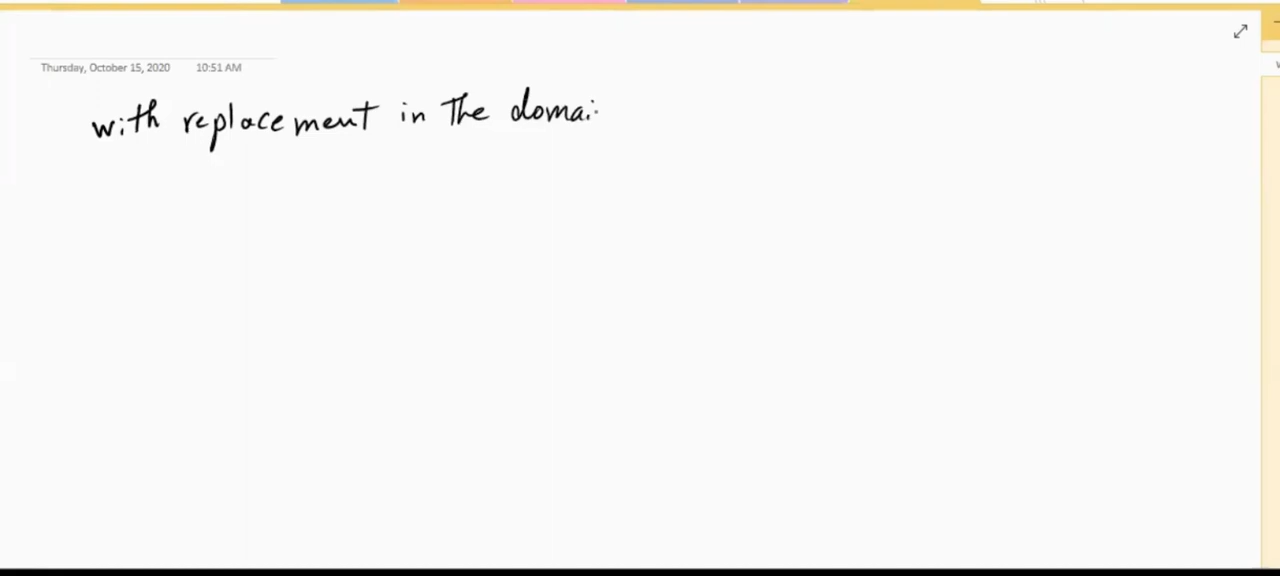 Thursday, October 15, 2020 10:51 AM
with replacement in the domai